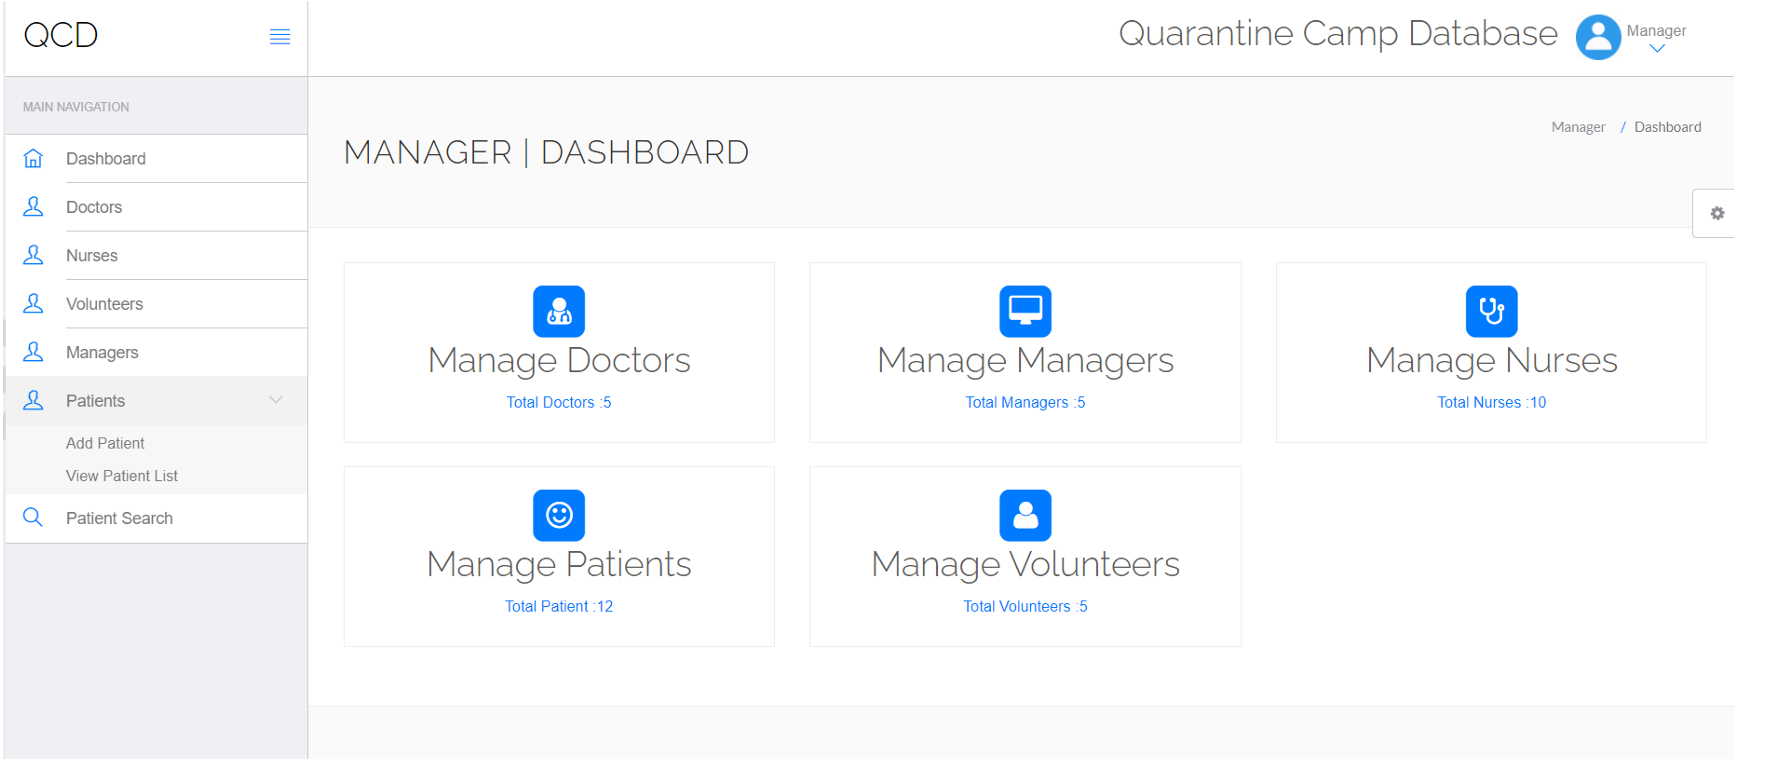 QCD
Quarantine Camp Database
Manager
MAIN NAVIGATION
Dashboard
Doctors
Nurses
Volunteers
Managers
Patients
Add Patient
View Patient List
Patient Search
MANAGER | DASHBOARD
Manager / Dashboard
Manage Doctors
Total Doctors :5
Manage Managers
Total Managers :5
Manage Nurses
Total Nurses :10
Manage Patients
Total Patient :12
Manage Volunteers
Total Volunteers :5